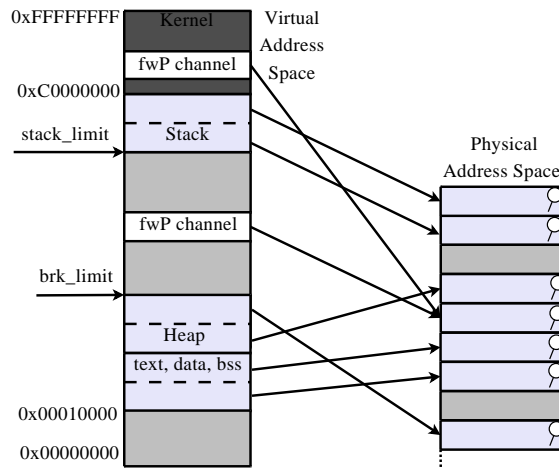 0xFFFFFFFF
Kernel
Virtual
Address
Space
fwP channel
0xC0000000
stack_limit
Stack
Physical
Address Space
fwP channel
brk_limit
Heap
text, data, bss
0x00010000
0x00000000